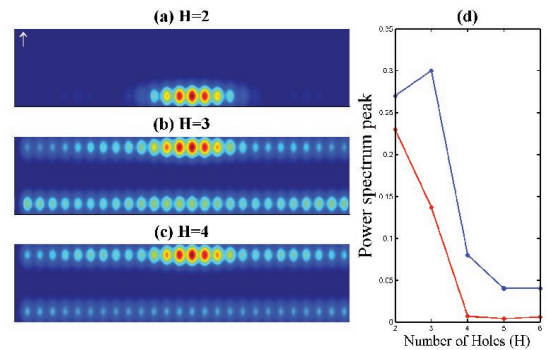 (a) H=2
(b) H=3
(c) H=4
(d)
Power spectrum peak
0.35
0.3
0.25
0.2
0.15
0.1
0.05
0
2 3 4 5 6
Number of Holes (H)